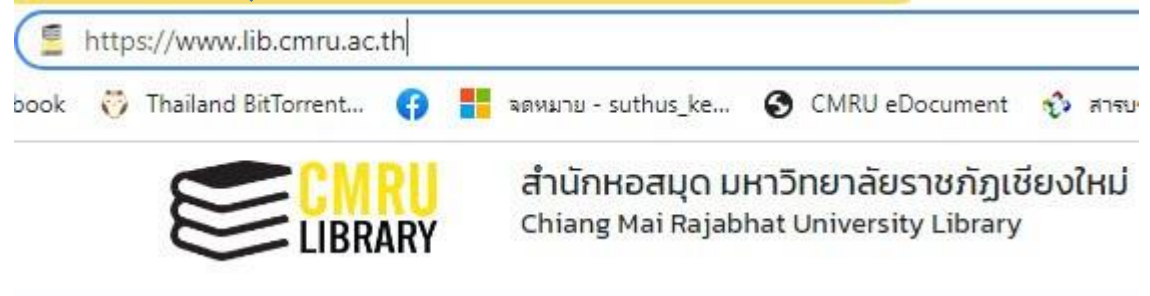 https://www.lib.cmru.ac.th
book Thailand BitTorrent... จดหมาย - suthus_ke... CMRU eDocument
CMRU
LIBRARY
สำนักหอสมุด มหาวิทยาลัยราชภัฏเชียงใหม่
Chiang Mai Rajabhat University Library